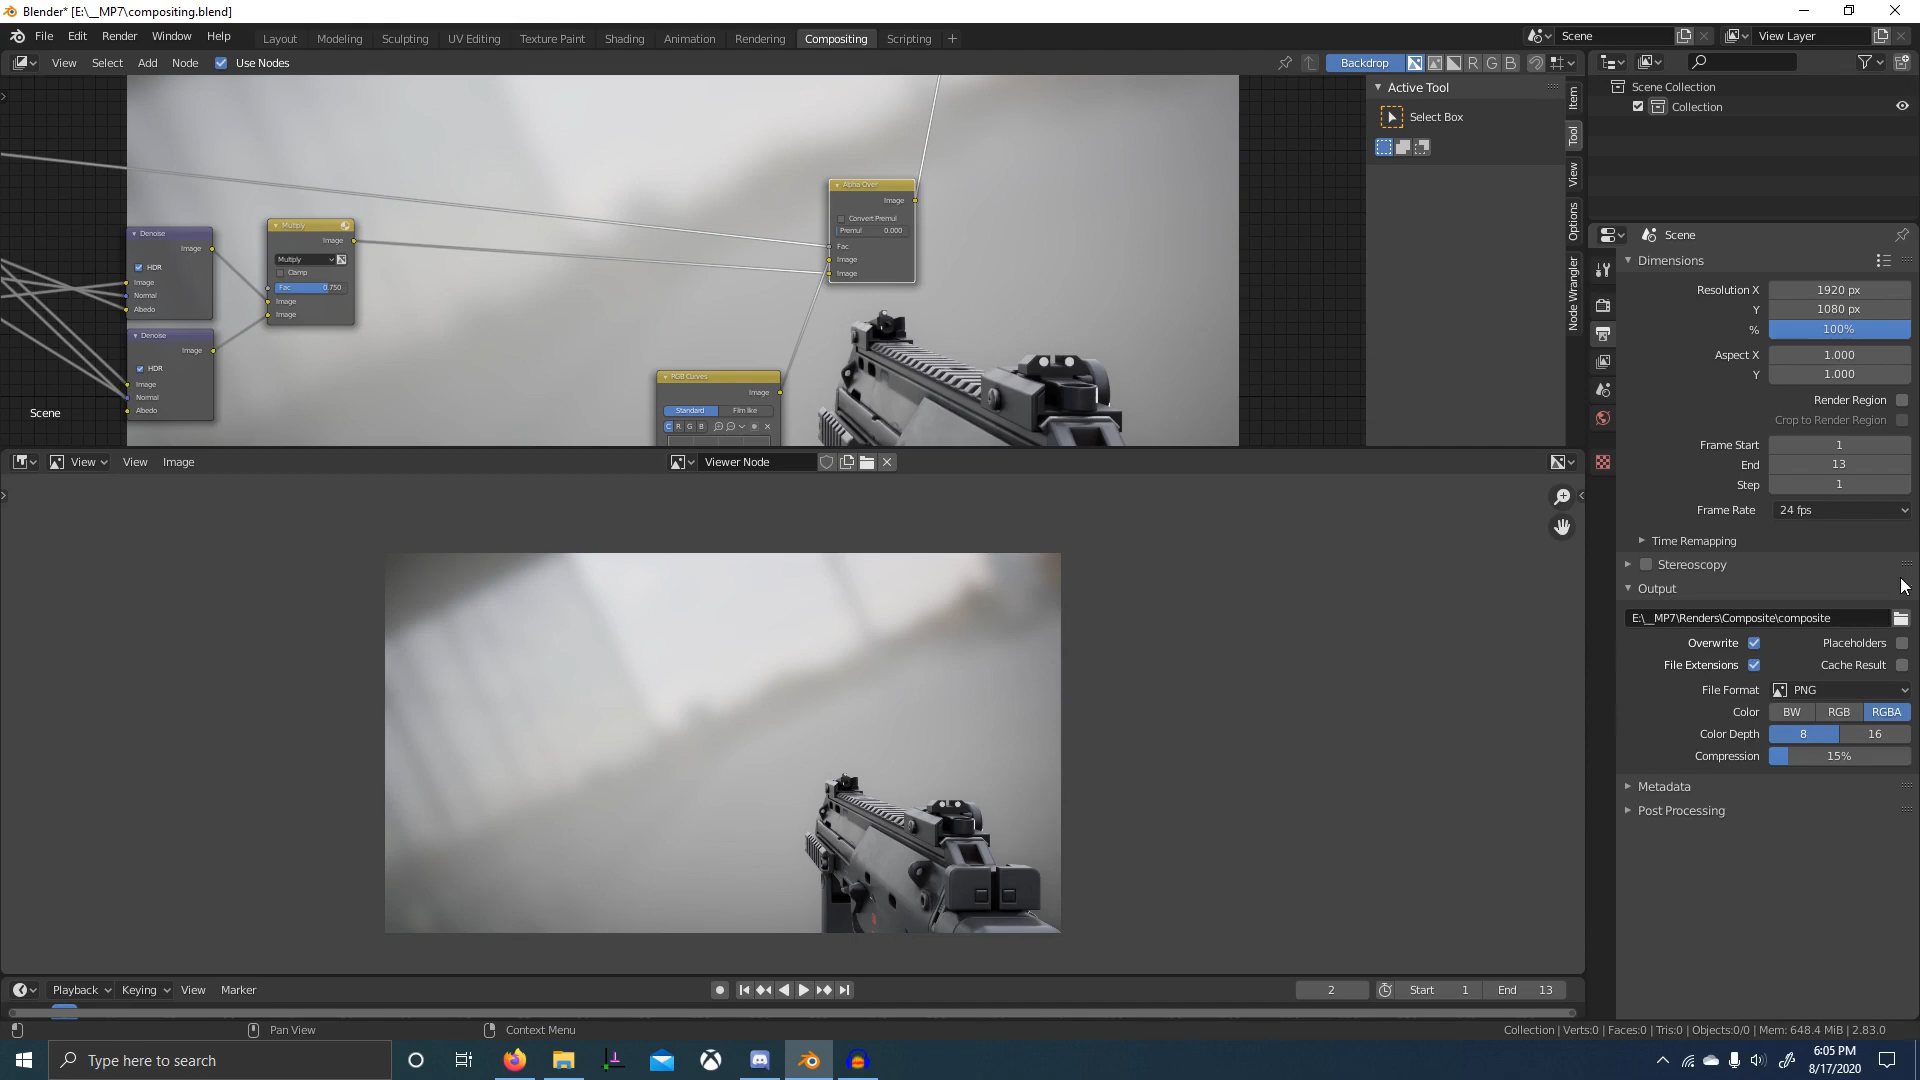 Blender* [E:\__MP7\compositing.blend]
File Edit Render Window Help
Layout Modeling Sculpting UV Editing Texture Paint Shading Animation Rendering Compositing Scripting
Scene
View Layer
View Select Add Node Use Nodes
Backdrop
R G B
Active Tool
Select Box
Item
Tool
View
Options
Node Wrangler
Alpha Over
Image
Convert Premul
Premul 0.000
Fac
Image
Image
Denoise
Image
HDR
Image
Normal
Albedo
Multiply
Image
Multiply
Clamp
Fac 0.750
Image
Image
Denoise
Image
HDR
Image
Normal
Albedo
RGB Curves
Image
Standard Film like
C R G B
Scene
Scene Collection
Collection
Scene
Dimensions
Resolution X 1920 px
Y 1080 px
% 100%
Aspect X 1.000
Y 1.000
Render Region
Crop to Render Region
Frame Start 1
End 13
Step 1
Frame Rate 24 fps
Time Remapping
Stereoscopy
Output
E:\__MP7\Renders\Composite\composite
Overwrite Placeholders
File Extensions Cache Result
File Format PNG
Color BW RGB RGBA
Color Depth 8 16
Compression 15%
Metadata
Post Processing
View View Image
Viewer Node
Playback Keying View Marker
2
Start 1 End 13
Pan View Context Menu
Collection | Verts:0 | Faces:0 | Tris:0 | Objects:0/0 | Mem: 648.4 MiB | 2.83.0
Type here to search
6:05 PM
8/17/2020